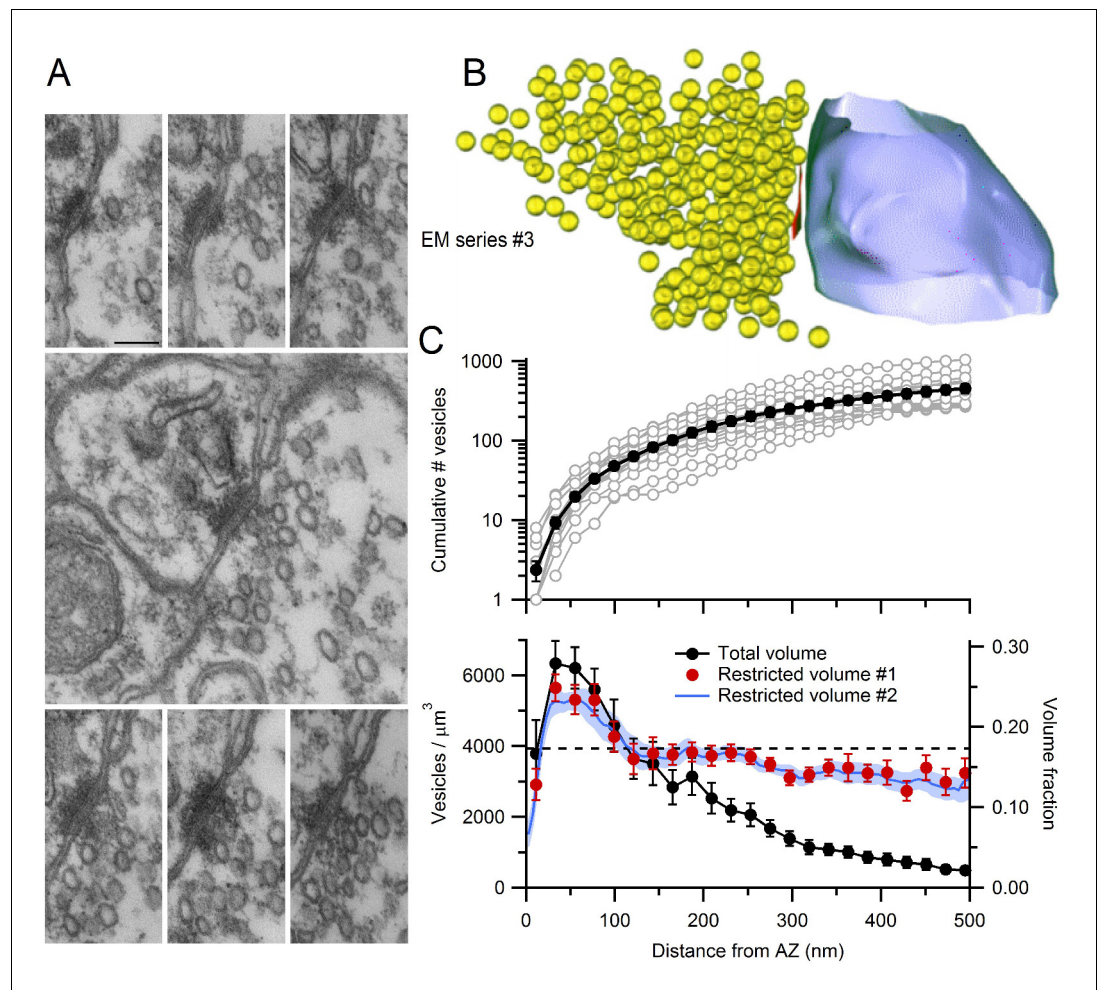 A
B
EM series #3
C
1000
100
10
1
Cumulative # vesicles
Total volume
Restricted volume #1
Restricted volume #2
6000
4000
2000
0
Vesicles / μm³
0.30
0.20
0.10
0.00
Volume fraction
0
100
200
300
400
500
Distance from AZ (nm)